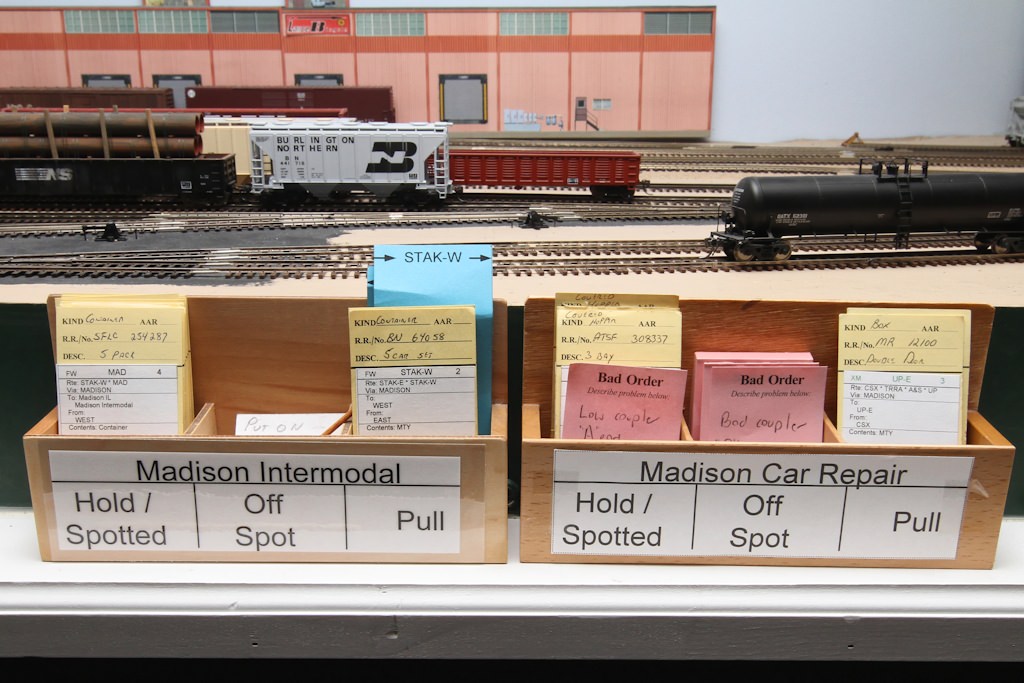 BURLINGTON
NORTHERN
BN
NS
STAK-W
KIND Container AAR
R.R./No. SFLC 254287
DESC. 5 PACK
FW MAD 4
Rte: STAK-W * MAD
Via: MADISON
To:
Madison IL
Madison Intermodal
From:
WEST
Contents: Container
PUT ON
KIND Container AAR
R.R./No. BN 64058
DESC. 5 CAR SET
FW STAK-W 2
Rte: STAK-E * STAK-W
Via: MADISON
To:
WEST
From:
EAST
Contents: MTY
KIND Covered Hopper AAR
R.R./No. ATSF 308337
DESC. 3 BAY
Bad Order
Describe problem below:
Low coupler
"A" end
Bad Order
Describe problem below:
Bad coupler
KIND Box AAR
R.R./No. MR 12100
DESC. Double Door
XM UP-E 3
Rte: CSX * TRRA * A&S * UP
Via: MADISON
To:
UP-E
From:
CSX
Contents: MTY
Madison Intermodal
Hold / Spotted
Off Spot
Pull
Madison Car Repair
Hold / Spotted
Off Spot
Pull